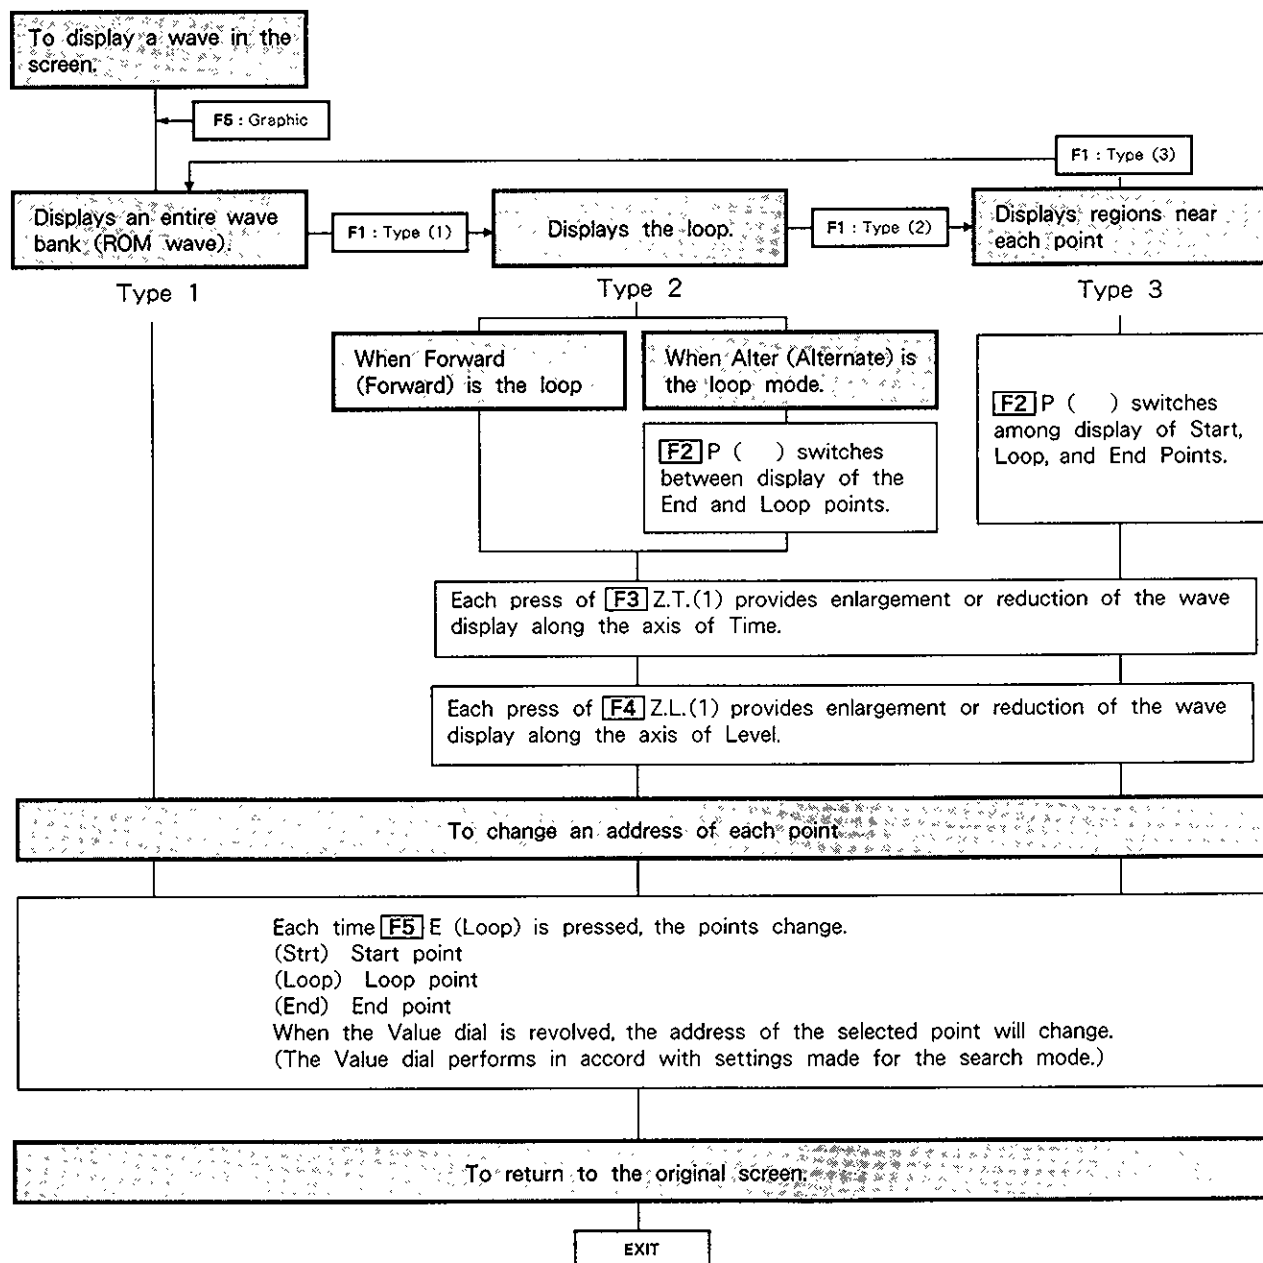 To display a wave in the
screen.
F5 : Graphic
F1 : Type (3)
Displays an entire wave
bank (ROM wave).
F1 : Type (1)
Displays the loop.
F1 : Type (2)
Displays regions near
each point
Type 1
Type 2
Type 3
When Forward
(Forward) is the loop
When Alter (Alternate) is
the loop mode.
F2 P ( ) switches
between display of the
End and Loop points.
F2 P ( ) switches
among display of Start,
Loop, and End Points.
Each press of F3 Z.T.(1) provides enlargement or reduction of the wave
display along the axis of Time.
Each press of F4 Z.L.(1) provides enlargement or reduction of the wave
display along the axis of Level.
To change an address of each point
Each time F5 E (Loop) is pressed, the points change.
(Strt) Start point
(Loop) Loop point
(End) End point
When the Value dial is revolved, the address of the selected point will change.
(The Value dial performs in accord with settings made for the search mode.)
To return to the original screen.
EXIT